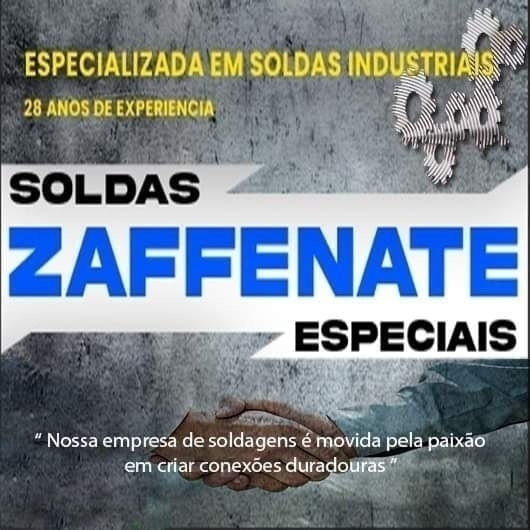 ESPECIALIZADA EM SOLDAS INDUSTRIAIS
28 ANOS DE EXPERIENCIA
SOLDAS
ZAFFENATE
ESPECIAIS
“ Nossa empresa de soldagens é movida pela paixão
em criar conexões duradouras ”